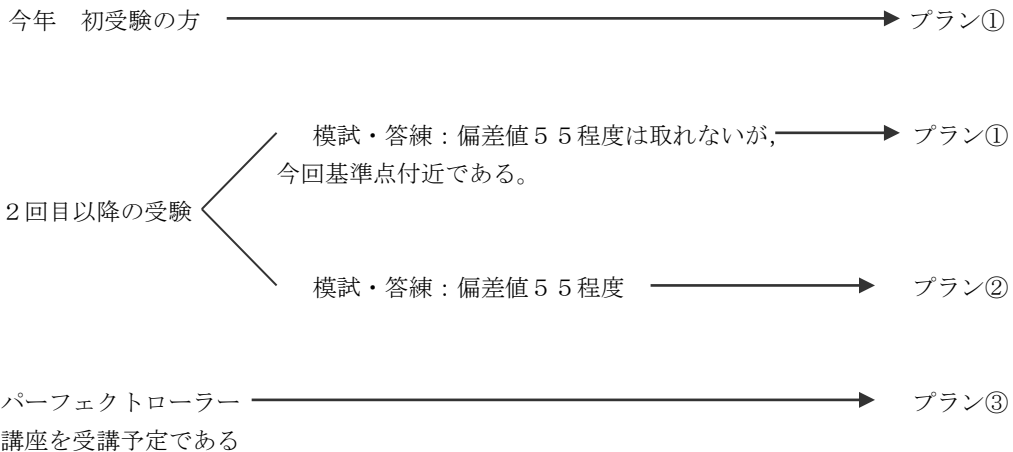 今年　初受験の方　プラン①
模試・答練：偏差値５５程度は取れないが，　プラン①
今回基準点付近である。
２回目以降の受験
模試・答練：偏差値５５程度　プラン②
パーフェクトローラー　プラン③
講座を受講予定である